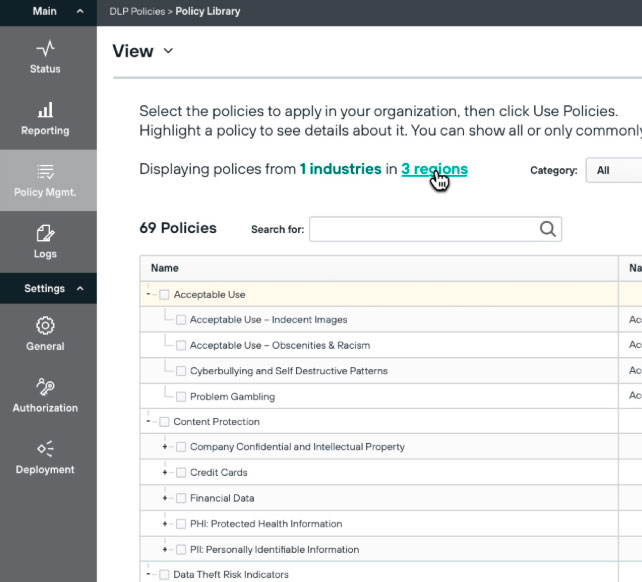 Main
DLP Policies > Policy Library
Status
Reporting
Policy Mgmt.
Logs
Settings
General
Authorization
Deployment
View
Select the policies to apply in your organization, then click Use Policies.
Highlight a policy to see details about it. You can show all or only commonly
Displaying polices from 1 industries in 3 regions
Category: All
69 Policies
Search for:
Name
Na
Acceptable Use
Acceptable Use – Indecent Images
Ac
Acceptable Use – Obscenities & Racism
Ac
Cyberbullying and Self Destructive Patterns
Ac
Problem Gambling
Ac
Content Protection
Company Confidential and Intellectual Property
Credit Cards
Financial Data
PHI: Protected Health Information
PII: Personally Identifiable Information
Data Theft Risk Indicators